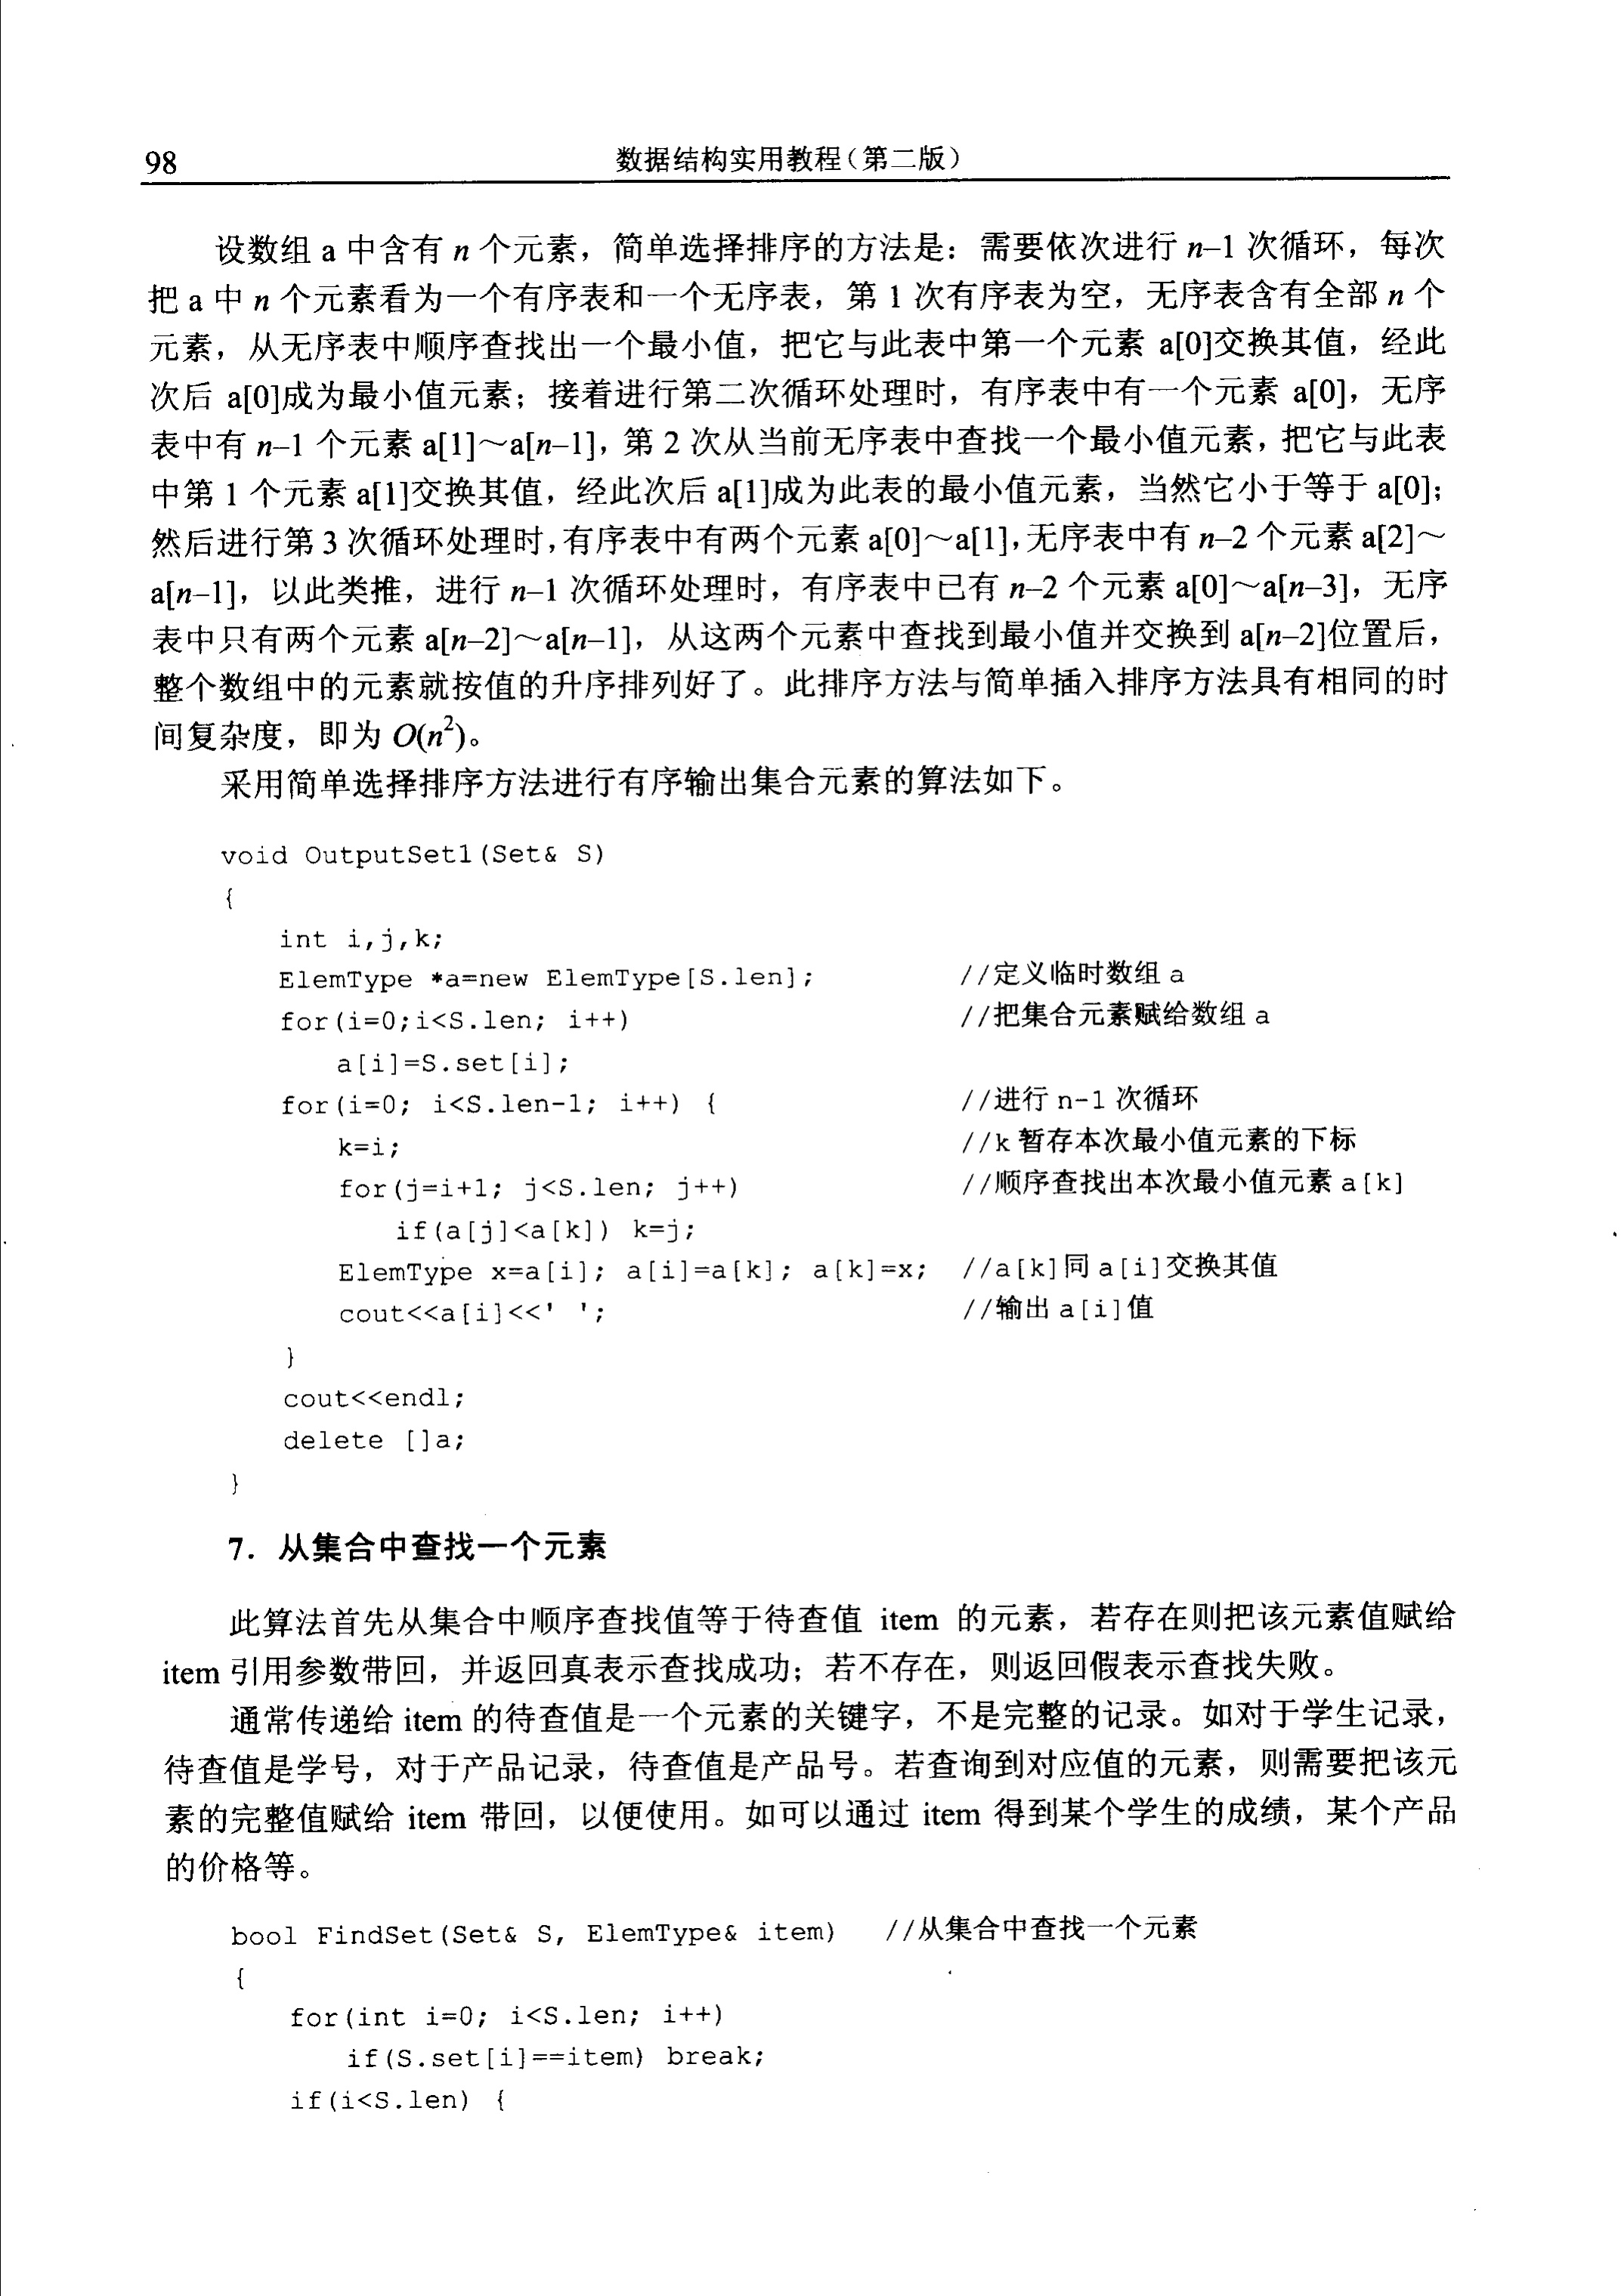 98
数据结构实用教程(第二版)
设数组 a 中含有 n 个元素，简单选择排序的方法是：需要依次进行 n–1 次循环，每次
把 a 中 n 个元素看为一个有序表和一个无序表，第 1 次有序表为空，无序表含有全部 n 个
元素，从无序表中顺序查找出一个最小值，把它与此表中第一个元素 a[0]交换其值，经此
次后 a[0]成为最小值元素；接着进行第二次循环处理时，有序表中有一个元素 a[0]，无序
表中有 n–1 个元素 a[1]～a[n–1]，第 2 次从当前无序表中查找一个最小值元素，把它与此表
中第 1 个元素 a[1]交换其值，经此次后 a[1]成为此表的最小值元素，当然它小于等于 a[0]；
然后进行第 3 次循环处理时，有序表中有两个元素 a[0]～a[1]，无序表中有 n–2 个元素 a[2]～
a[n–1]，以此类推，进行 n–1 次循环处理时，有序表中已有 n–2 个元素 a[0]～a[n–3]，无序
表中只有两个元素 a[n–2]～a[n–1]，从这两个元素中查找到最小值并交换到 a[n–2]位置后，
整个数组中的元素就按值的升序排列好了。此排序方法与简单插入排序方法具有相同的时
间复杂度，即为 O(n²)。
采用简单选择排序方法进行有序输出集合元素的算法如下。
void OutputSet1(Set& S)
{
int i,j,k;
ElemType *a=new ElemType[S.len]; //定义临时数组 a
for(i=0;i<S.len; i++) //把集合元素赋给数组 a
a[i]=S.set[i];
for(i=0; i<S.len-1; i++) { //进行 n-1 次循环
k=i; //k 暂存本次最小值元素的下标
for(j=i+1; j<S.len; j++) //顺序查找出本次最小值元素 a[k]
if(a[j]<a[k]) k=j;
ElemType x=a[i]; a[i]=a[k]; a[k]=x; //a[k]同 a[i]交换其值
cout<<a[i]<<' '; //输出 a[i]值
}
cout<<endl;
delete []a;
}
7. 从集合中查找一个元素
此算法首先从集合中顺序查找值等于待查值 item 的元素，若存在则把该元素值赋给
item 引用参数带回，并返回真表示查找成功；若不存在，则返回假表示查找失败。
通常传递给 item 的待查值是一个元素的关键字，不是完整的记录。如对于学生记录，
待查值是学号，对于产品记录，待查值是产品号。若查询到对应值的元素，则需要把该元
素的完整值赋给 item 带回，以便使用。如可以通过 item 得到某个学生的成绩，某个产品
的价格等。
bool FindSet(Set& S, ElemType& item) //从集合中查找一个元素
{
for(int i=0; i<S.len; i++)
if(S.set[i]==item) break;
if(i<S.len) {